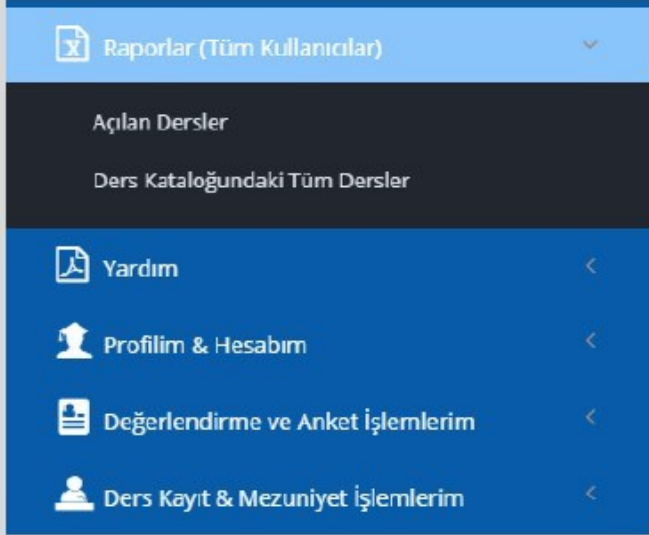 Raporlar (Tüm Kullanıcılar)
Açılan Dersler
Ders Kataloğundaki Tüm Dersler
Yardım
Profilim & Hesabım
Değerlendirme ve Anket İşlemlerim
Ders Kayıt & Mezuniyet İşlemlerim